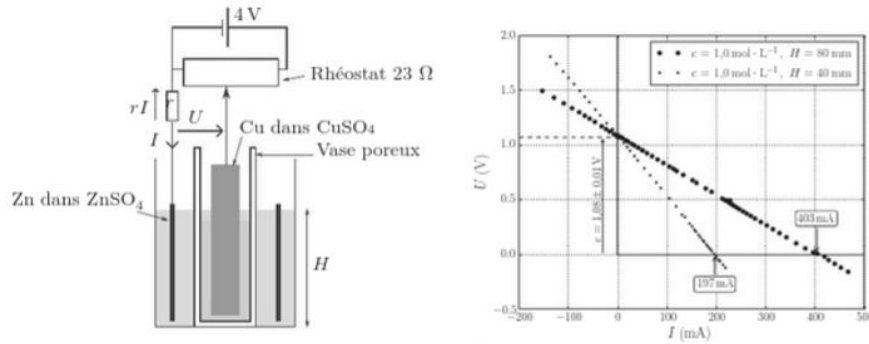 4 V
Rhéostat 23 Ω
rI
r
U
I
Cu dans CuSO₄
Vase poreux
Zn dans ZnSO₄
H
c = 1,0 mol · L⁻¹, H = 80 mm
c = 1,0 mol · L⁻¹, H = 40 mm
2.0
1.5
1.0
0.5
0.0
−0.5
U (V)
e = 1.08 ± 0.01 V
403 mA
197 mA
−200
−100
0
100
200
300
400
500
I (mA)